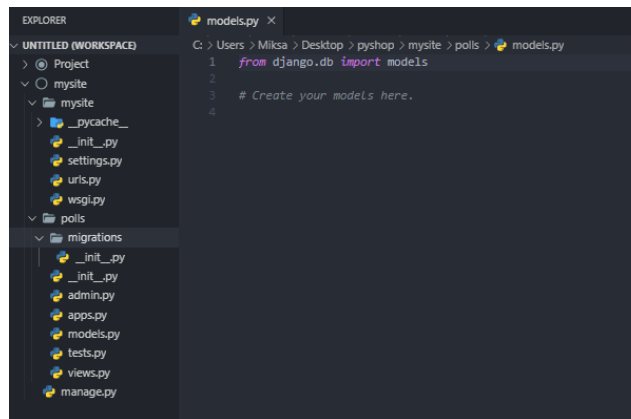 EXPLORER
UNTITLED (WORKSPACE)
Project
mysite
mysite
__pycache__
__init__.py
settings.py
urls.py
wsgi.py
polls
migrations
__init__.py
__init__.py
admin.py
apps.py
models.py
tests.py
views.py
manage.py
models.py ×
C: > Users > Miksa > Desktop > pyshop > mysite > polls > models.py
1 from django.db import models
2
3 # Create your models here.
4